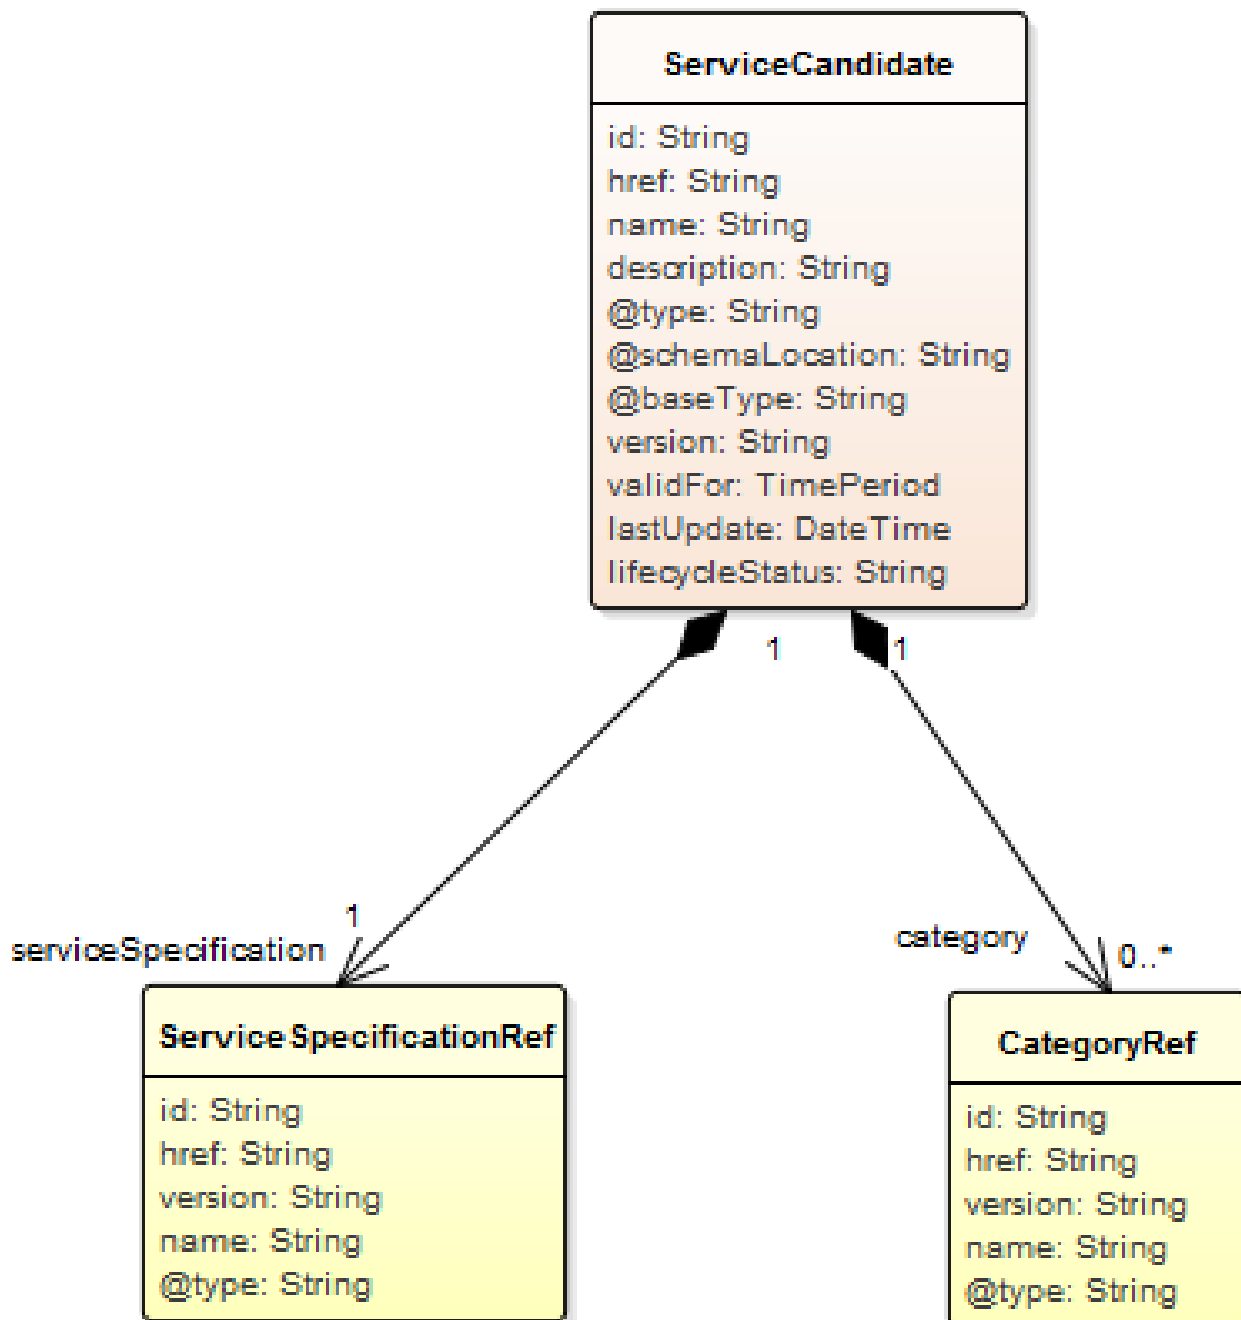 ServiceCandidate
id: String
href: String
name: String
description: String
@type: String
@schemaLocation: String
@baseType: String
version: String
validFor: TimePeriod
lastUpdate: DateTime
lifecycleStatus: String
1
1
1
serviceSpecification
category
0..*
ServiceSpecificationRef
id: String
href: String
version: String
name: String
@type: String
CategoryRef
id: String
href: String
version: String
name: String
@type: String